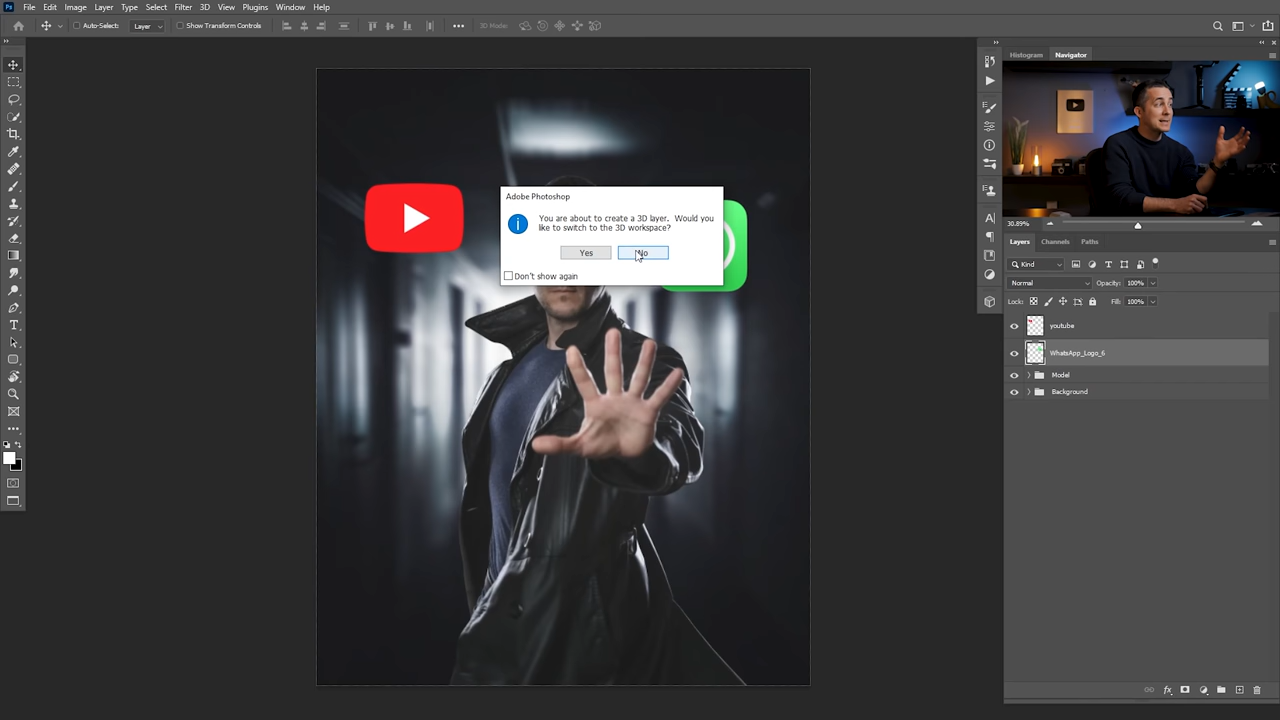 Ps File Edit Image Layer Type Select Filter 3D View Plugins Window Help
Auto-Select: Layer Show Transform Controls 3D Mode:
Histogram Navigator
Adobe Photoshop
You are about to create a 3D layer. Would you
like to switch to the 3D workspace?
Yes No
Don't show again
30.89%
Layers Channels Paths
Kind
Normal Opacity: 100%
Lock: Fill: 100%
youtube
WhatsApp_Logo_6
Model
Background